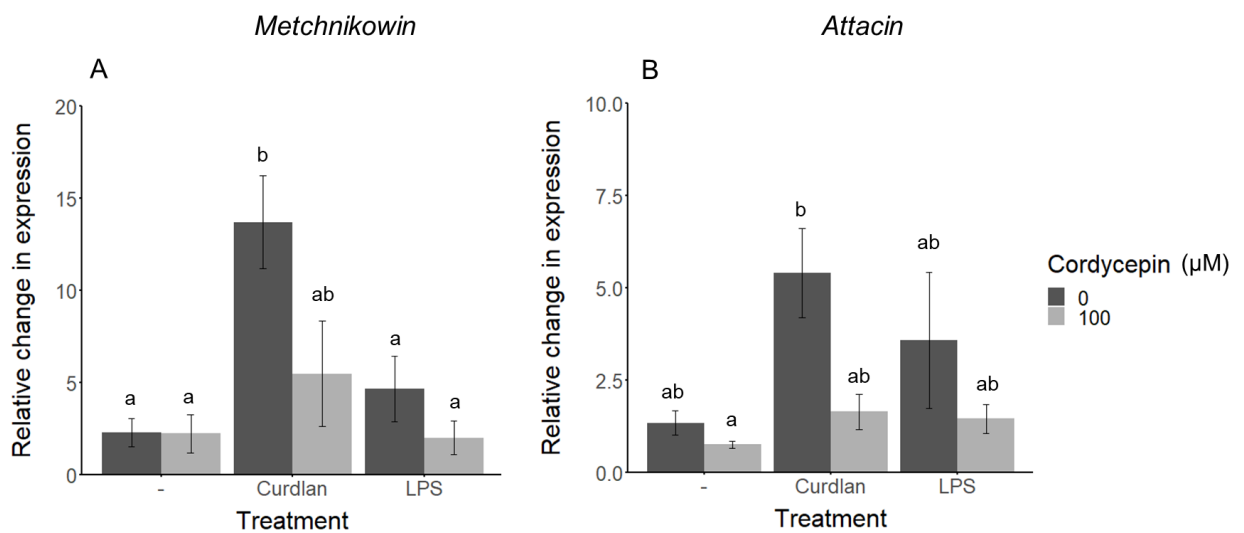 Metchnikowin
A
Relative change in expression
20
15
10
5
0
a
a
b
ab
a
a
-
Curdlan
LPS
Treatment
Attacin
B
Relative change in expression
10.0
7.5
5.0
2.5
0.0
ab
a
b
ab
ab
ab
-
Curdlan
LPS
Treatment
Cordycepin (µM)
0
100